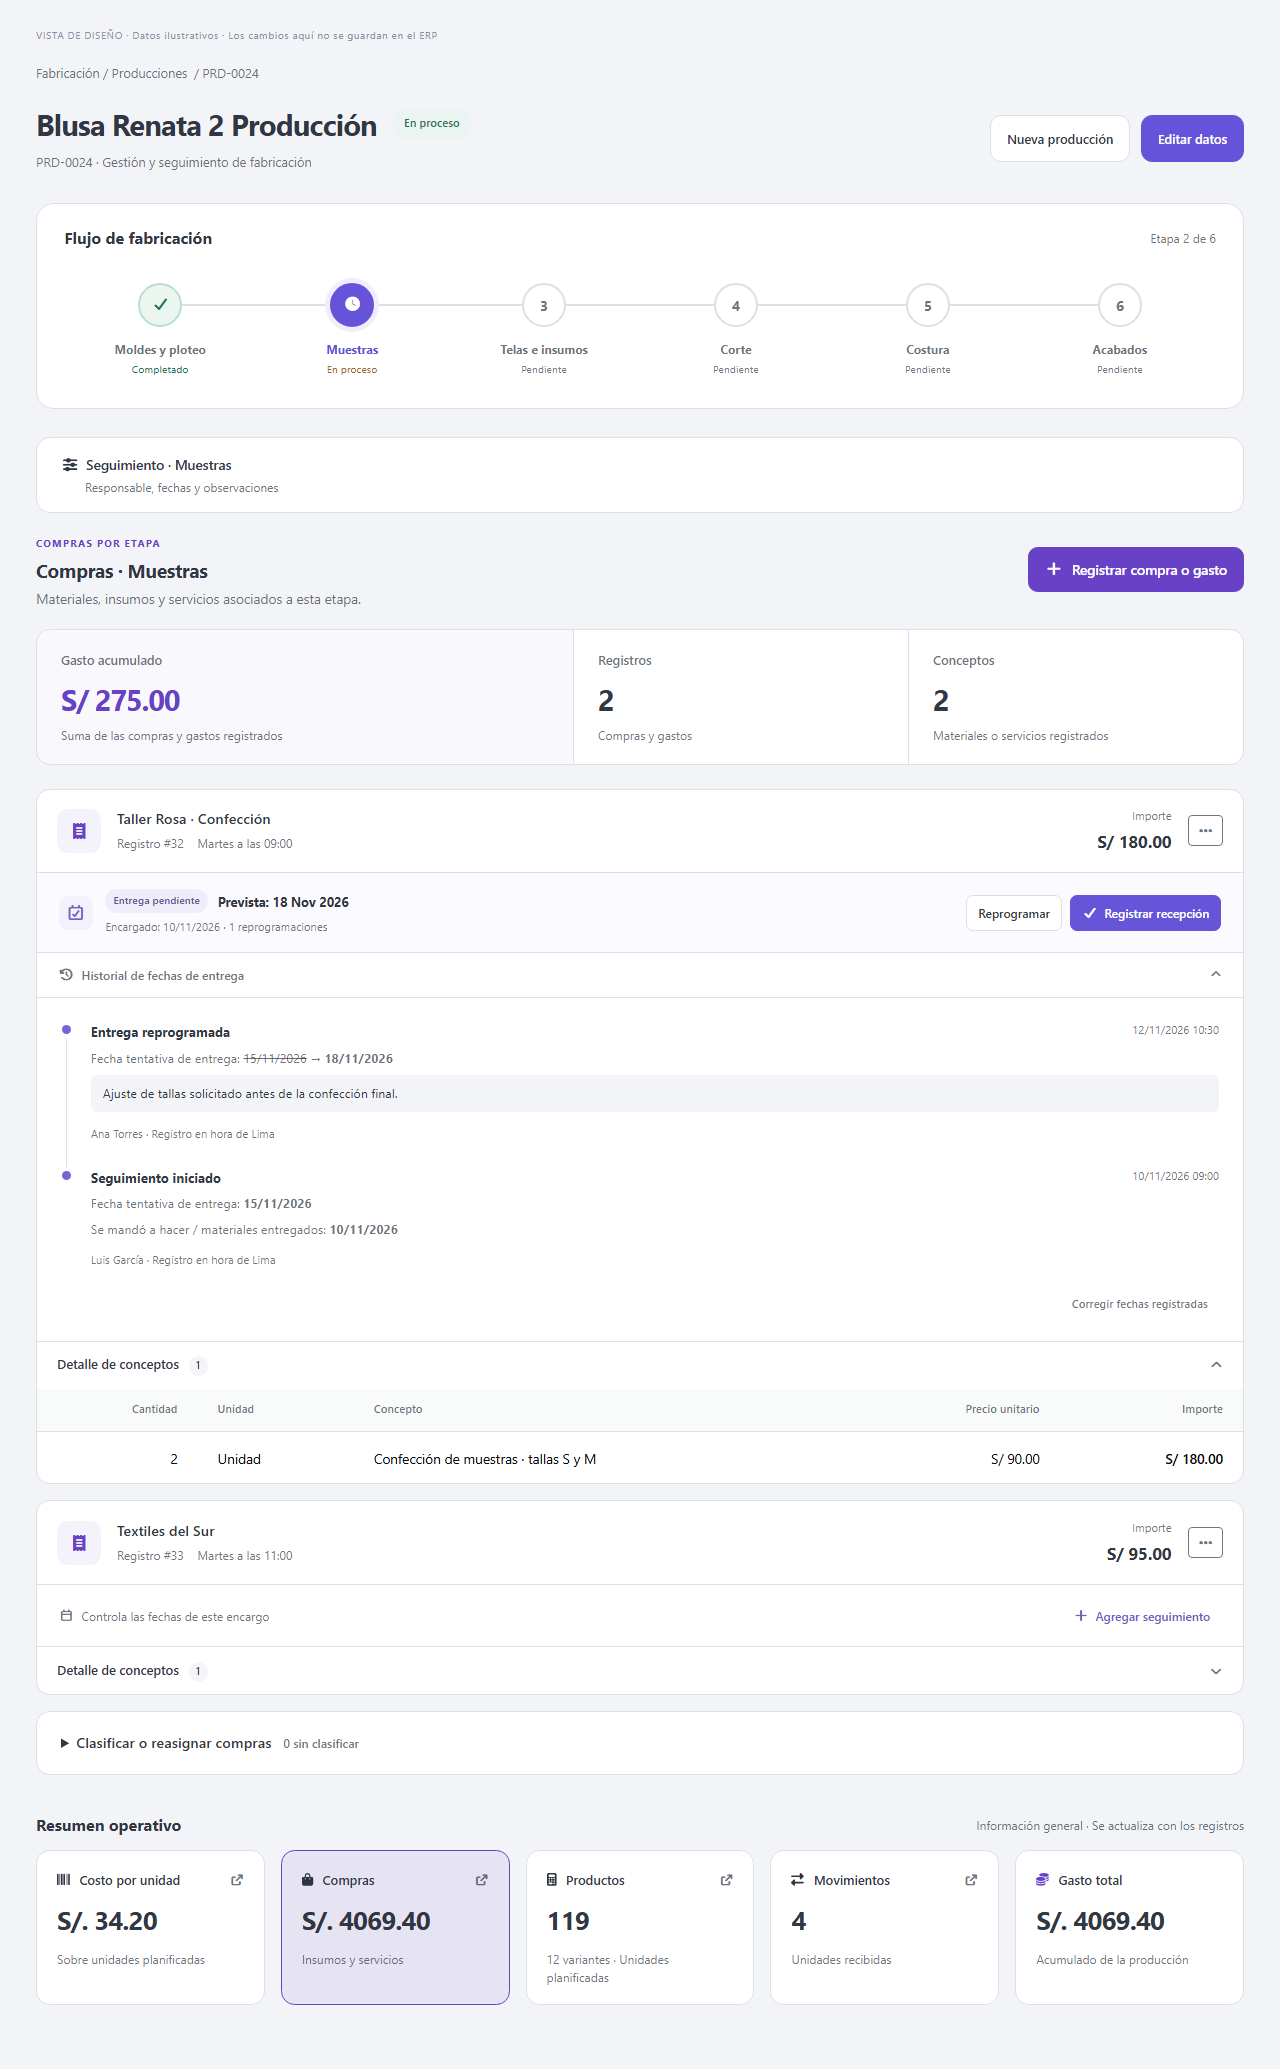 VISTA DE DISEÑO · Datos ilustrativos · Los cambios aquí no se guardan en el ERP
Fabricación / Producciones / PRD-0024
Blusa Renata 2 Producción
En proceso
PRD-0024 · Gestión y seguimiento de fabricación
Nueva producción
Editar datos
Flujo de fabricación
Etapa 2 de 6
3
4
5
6
Moldes y ploteo
Muestras
Telas e insumos
Corte
Costura
Acabados
Completado
En proceso
Pendiente
Pendiente
Pendiente
Pendiente
Seguimiento · Muestras
Responsable, fechas y observaciones
COMPRAS POR ETAPA
Compras · Muestras
Materiales, insumos y servicios asociados a esta etapa.
Registrar compra o gasto
Gasto acumulado
S/ 275.00
Suma de las compras y gastos registrados
Registros
2
Compras y gastos
Conceptos
2
Materiales o servicios registrados
Taller Rosa · Confección
Registro #32 Martes a las 09:00
Importe
S/ 180.00
Entrega pendiente
Prevista: 18 Nov 2026
Encargado: 10/11/2026 · 1 reprogramaciones
Reprogramar
Registrar recepción
Historial de fechas de entrega
Entrega reprogramada
12/11/2026 10:30
Fecha tentativa de entrega: 15/11/2026 → 18/11/2026
Ajuste de tallas solicitado antes de la confección final.
Ana Torres · Registro en hora de Lima
Seguimiento iniciado
10/11/2026 09:00
Fecha tentativa de entrega: 15/11/2026
Se mandó a hacer / materiales entregados: 10/11/2026
Luis García · Registro en hora de Lima
Corregir fechas registradas
Detalle de conceptos 1
Cantidad Unidad Concepto Precio unitario Importe
2 Unidad Confección de muestras · tallas S y M S/ 90.00 S/ 180.00
Textiles del Sur
Registro #33 Martes a las 11:00
Importe
S/ 95.00
Controla las fechas de este encargo
Agregar seguimiento
Detalle de conceptos 1
Clasificar o reasignar compras 0 sin clasificar
Resumen operativo
Información general · Se actualiza con los registros
Costo por unidad
S/. 34.20
Sobre unidades planificadas
Compras
S/. 4069.40
Insumos y servicios
Productos
119
12 variantes · Unidades
planificadas
Movimientos
4
Unidades recibidas
Gasto total
S/. 4069.40
Acumulado de la producción